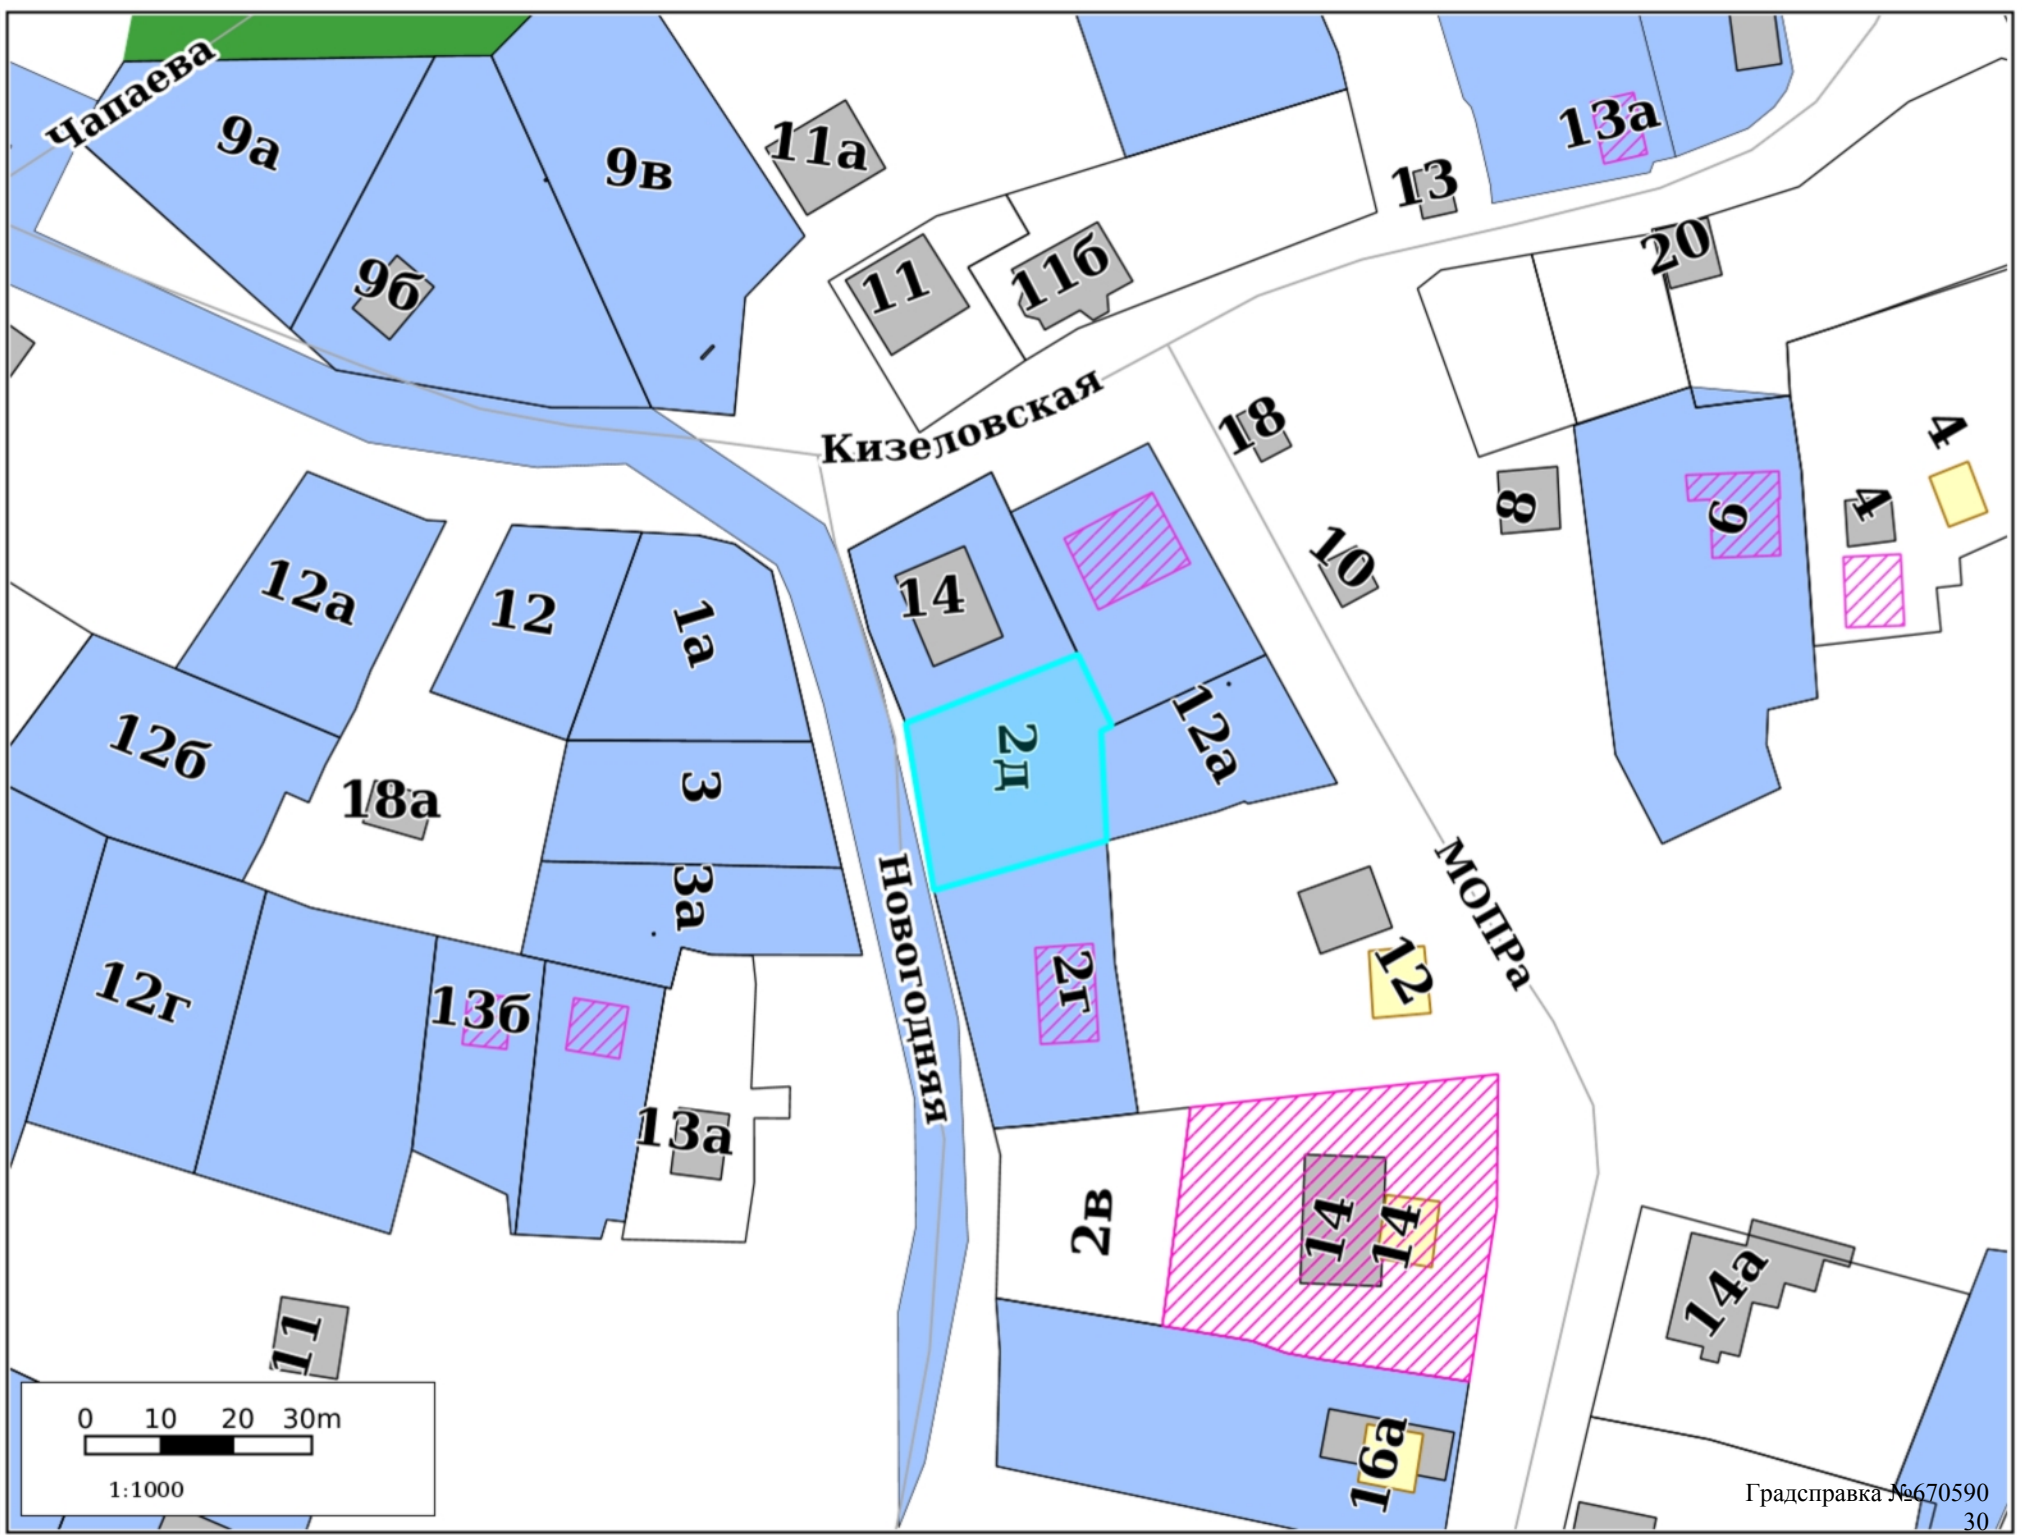 Чапаева
9а
9в
11а
13а
13
9б
11
11б
20
Кизеловская
18
4
8
6
4
12а
12
1а
14
10
12б
18а
3
2д
12а
3а
Новогодняя
МОПРа
12г
13б
2г
12
13а
2в
14
14
14а
11
16а
0 10 20 30m
1:1000
Градсправка №670590
30